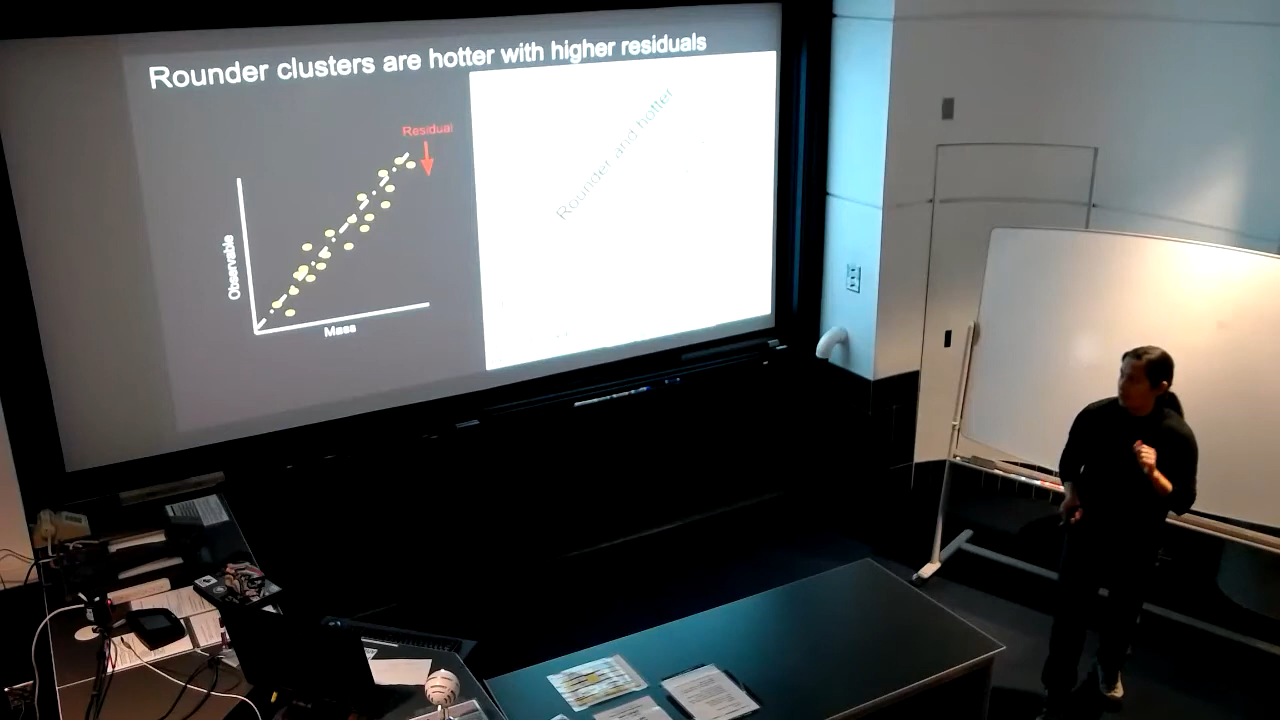 Rounder clusters are hotter with higher residuals
Residual
Observable
Mass
Rounder and hotter